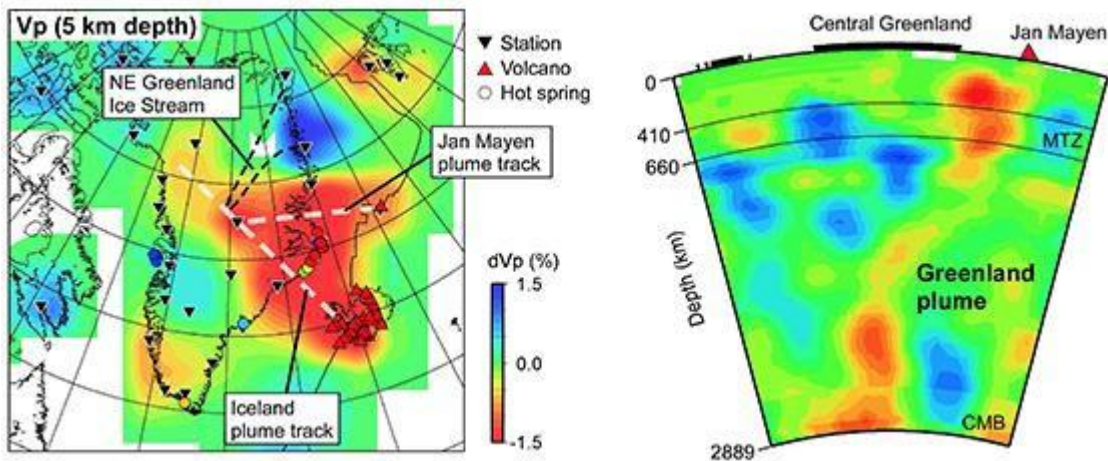 Vp (5 km depth)
NE Greenland
Ice Stream
Station
Volcano
Hot spring
Jan Mayen
plume track
dVp (%)
1.5
0.0
-1.5
Iceland
plume track
Central Greenland
Jan Mayen
0
410
660
MTZ
Depth (km)
Greenland
plume
CMB
2889